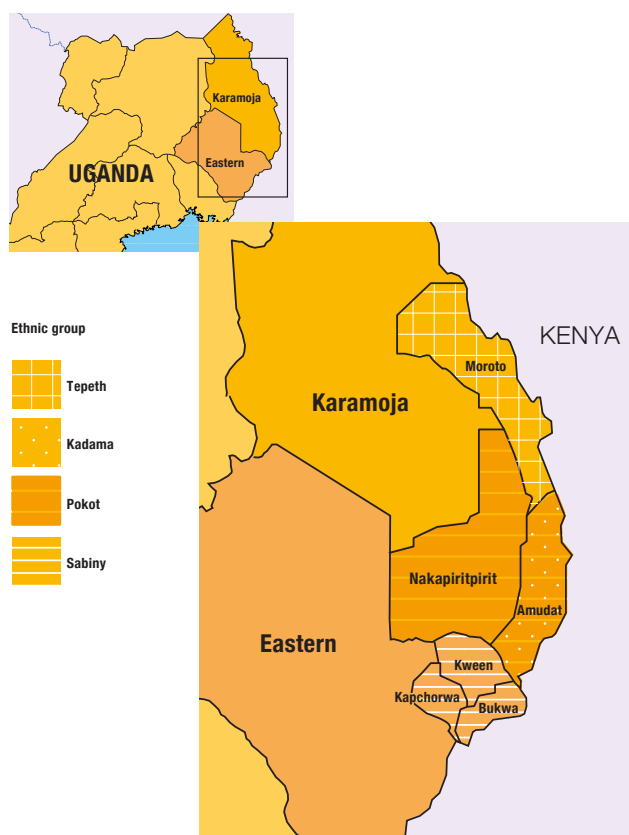 Karamoja
Eastern
UGANDA
KENYA
Ethnic group
Tepeth
Kadama
Pokot
Sabiny
Moroto
Karamoja
Nakapiritpirit
Amudat
Eastern
Kween
Kapchorwa
Bukwa